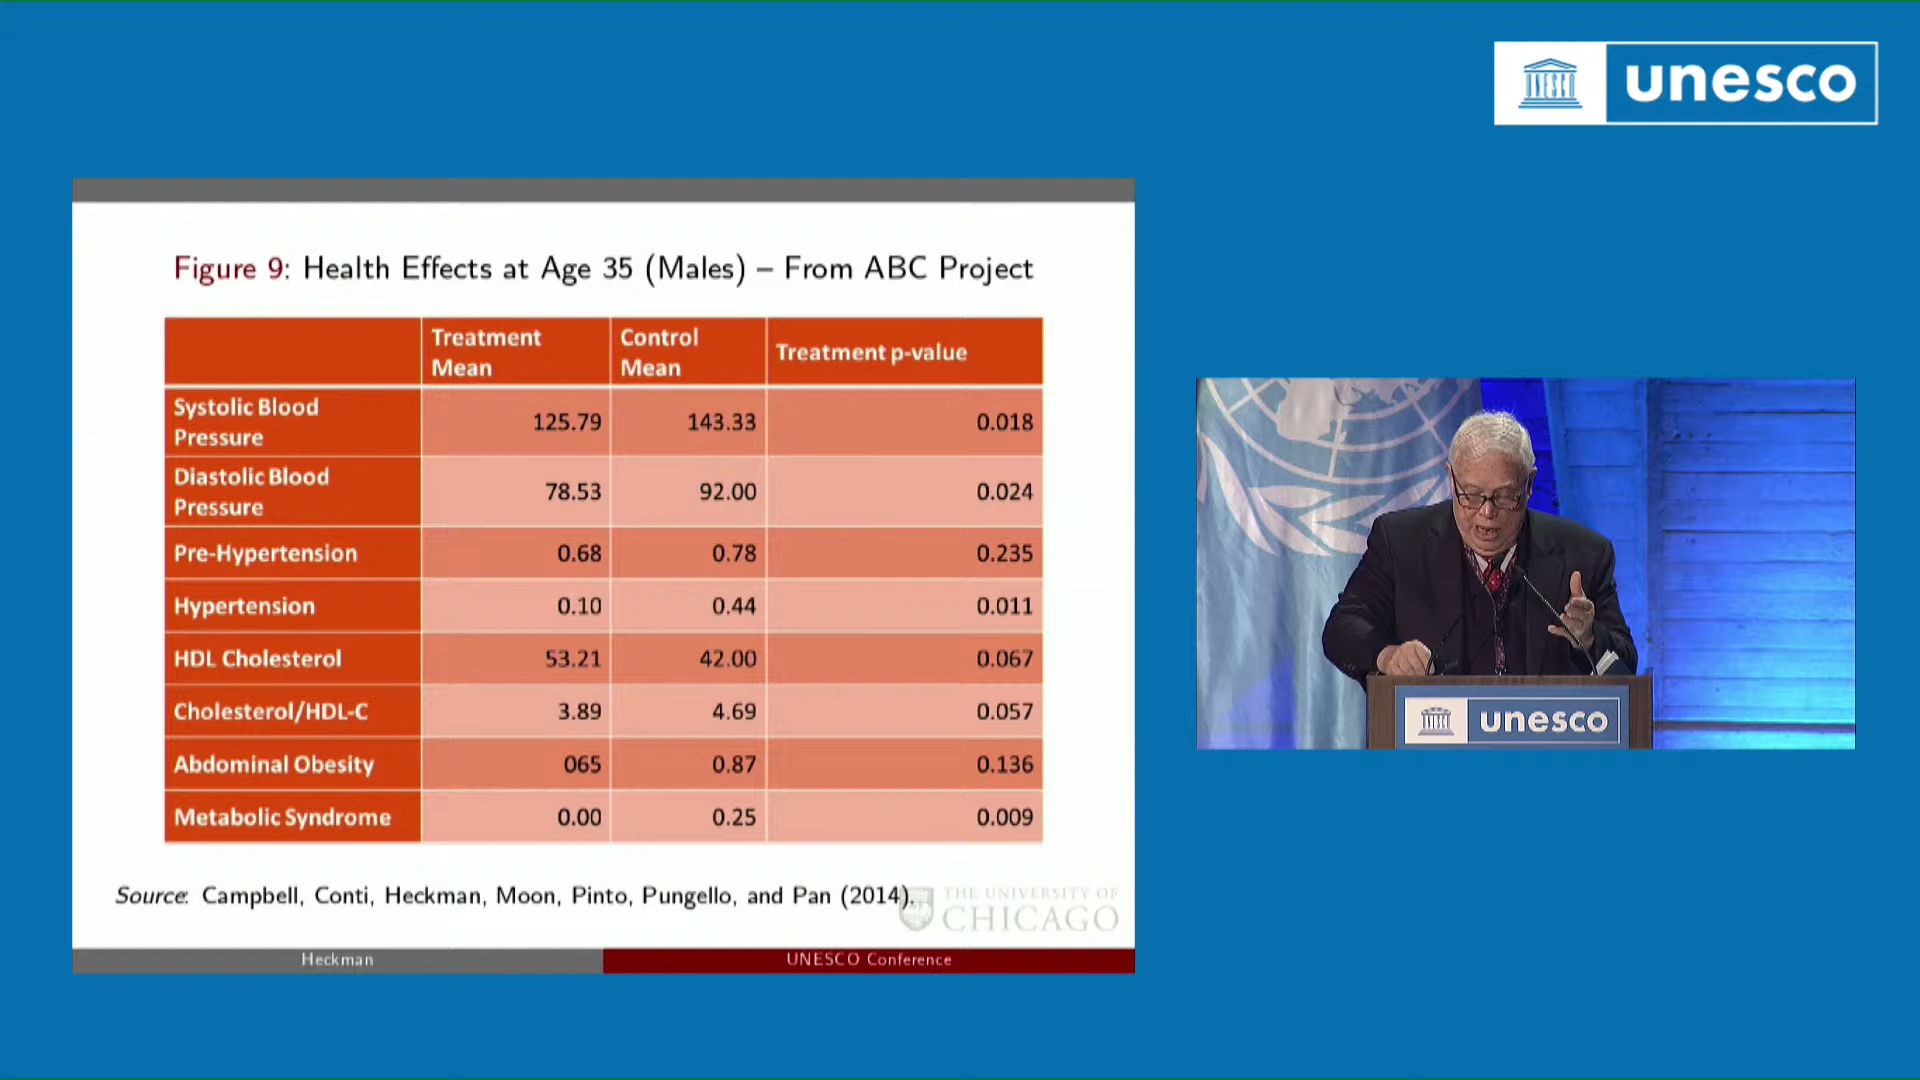 UNESCO
unesco
Figure 9: Health Effects at Age 35 (Males) – From ABC Project
Treatment Mean Control Mean Treatment p-value
Systolic Blood Pressure 125.79 143.33 0.018
Diastolic Blood Pressure 78.53 92.00 0.024
Pre-Hypertension 0.68 0.78 0.235
Hypertension 0.10 0.44 0.011
HDL Cholesterol 53.21 42.00 0.067
Cholesterol/HDL-C 3.89 4.69 0.057
Abdominal Obesity 065 0.87 0.136
Metabolic Syndrome 0.00 0.25 0.009
Source: Campbell, Conti, Heckman, Moon, Pinto, Pungello, and Pan (2014).
THE UNIVERSITY OF
CHICAGO
Heckman UNESCO Conference
unesco